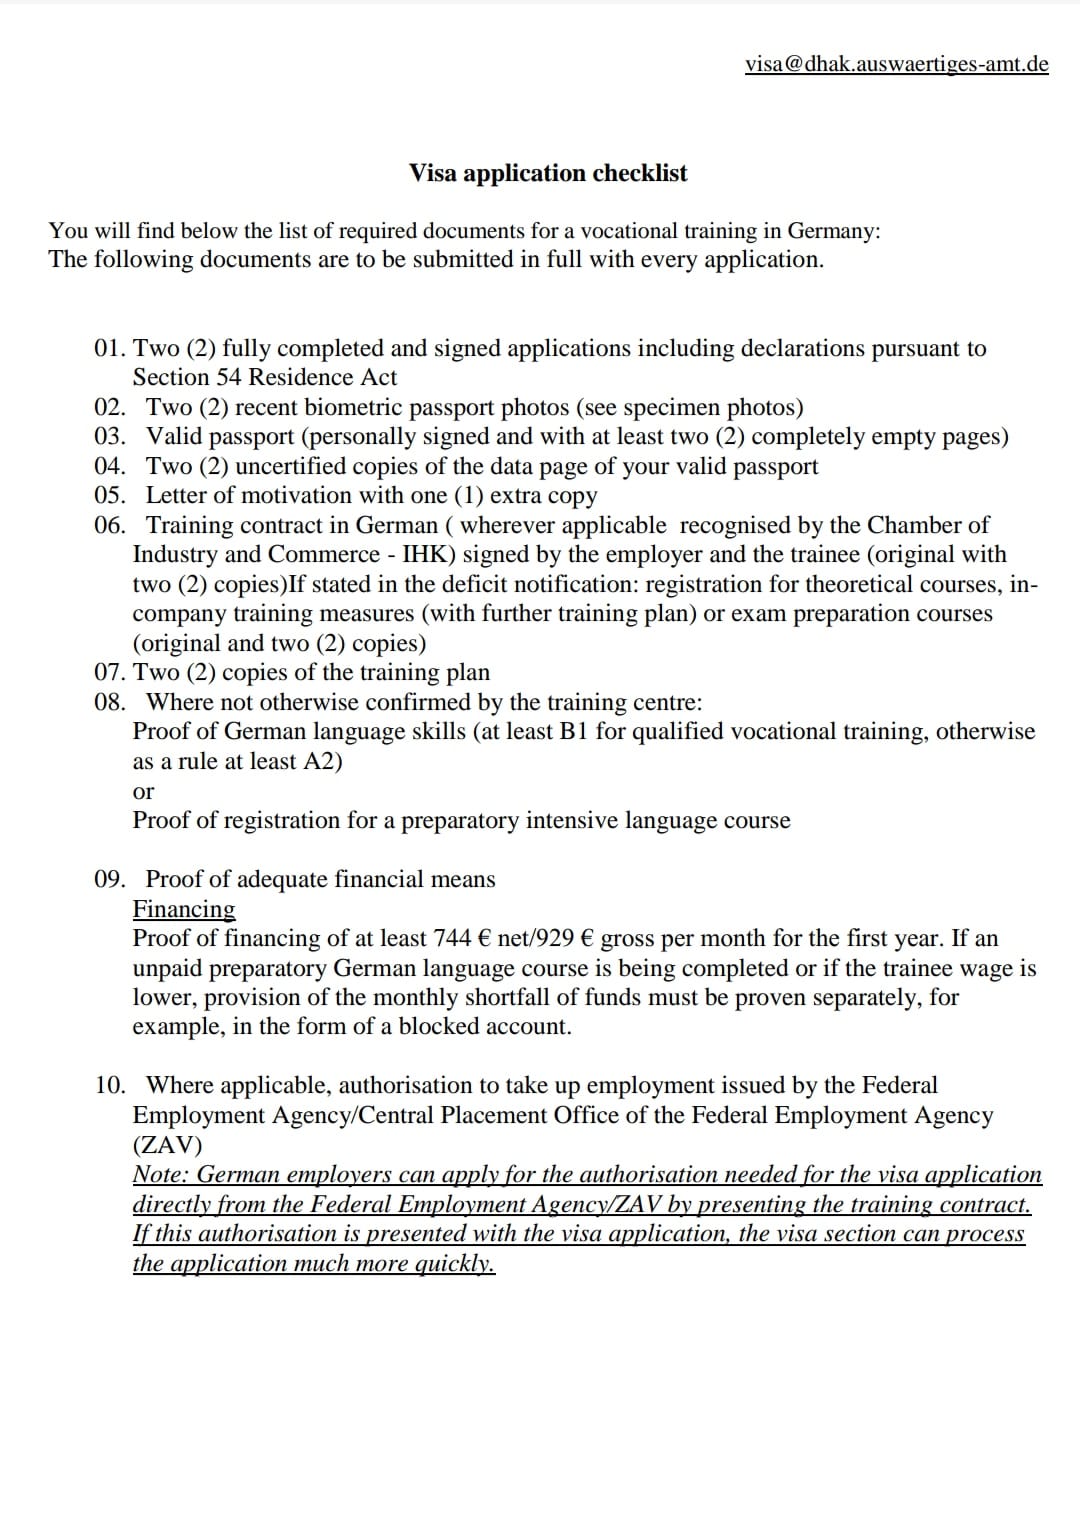 visa@dhak.auswaertiges-amt.de
Visa application checklist
You will find below the list of required documents for a vocational training in Germany:
The following documents are to be submitted in full with every application.
01. Two (2) fully completed and signed applications including declarations pursuant to
Section 54 Residence Act
02. Two (2) recent biometric passport photos (see specimen photos)
03. Valid passport (personally signed and with at least two (2) completely empty pages)
04. Two (2) uncertified copies of the data page of your valid passport
05. Letter of motivation with one (1) extra copy
06. Training contract in German ( wherever applicable recognised by the Chamber of
Industry and Commerce - IHK) signed by the employer and the trainee (original with
two (2) copies)If stated in the deficit notification: registration for theoretical courses, in-
company training measures (with further training plan) or exam preparation courses
(original and two (2) copies)
07. Two (2) copies of the training plan
08. Where not otherwise confirmed by the training centre:
Proof of German language skills (at least B1 for qualified vocational training, otherwise
as a rule at least A2)
or
Proof of registration for a preparatory intensive language course
09. Proof of adequate financial means
Financing
Proof of financing of at least 744 € net/929 € gross per month for the first year. If an
unpaid preparatory German language course is being completed or if the trainee wage is
lower, provision of the monthly shortfall of funds must be proven separately, for
example, in the form of a blocked account.
10. Where applicable, authorisation to take up employment issued by the Federal
Employment Agency/Central Placement Office of the Federal Employment Agency
(ZAV)
Note: German employers can apply for the authorisation needed for the visa application
directly from the Federal Employment Agency/ZAV by presenting the training contract.
If this authorisation is presented with the visa application, the visa section can process
the application much more quickly.